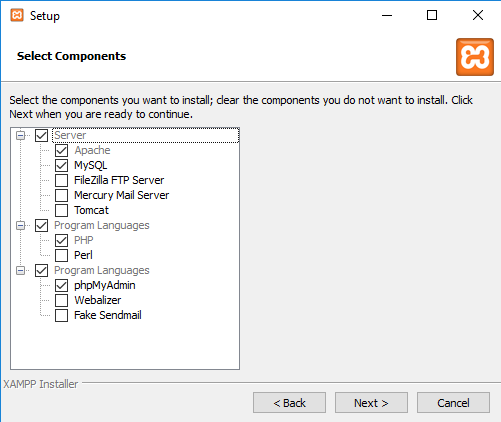 Setup
Select Components
Select the components you want to install; clear the components you do not want to install. Click
Next when you are ready to continue.
Server
Apache
MySQL
FileZilla FTP Server
Mercury Mail Server
Tomcat
Program Languages
PHP
Perl
Program Languages
phpMyAdmin
Webalizer
Fake Sendmail
XAMPP Installer
< Back
Next >
Cancel